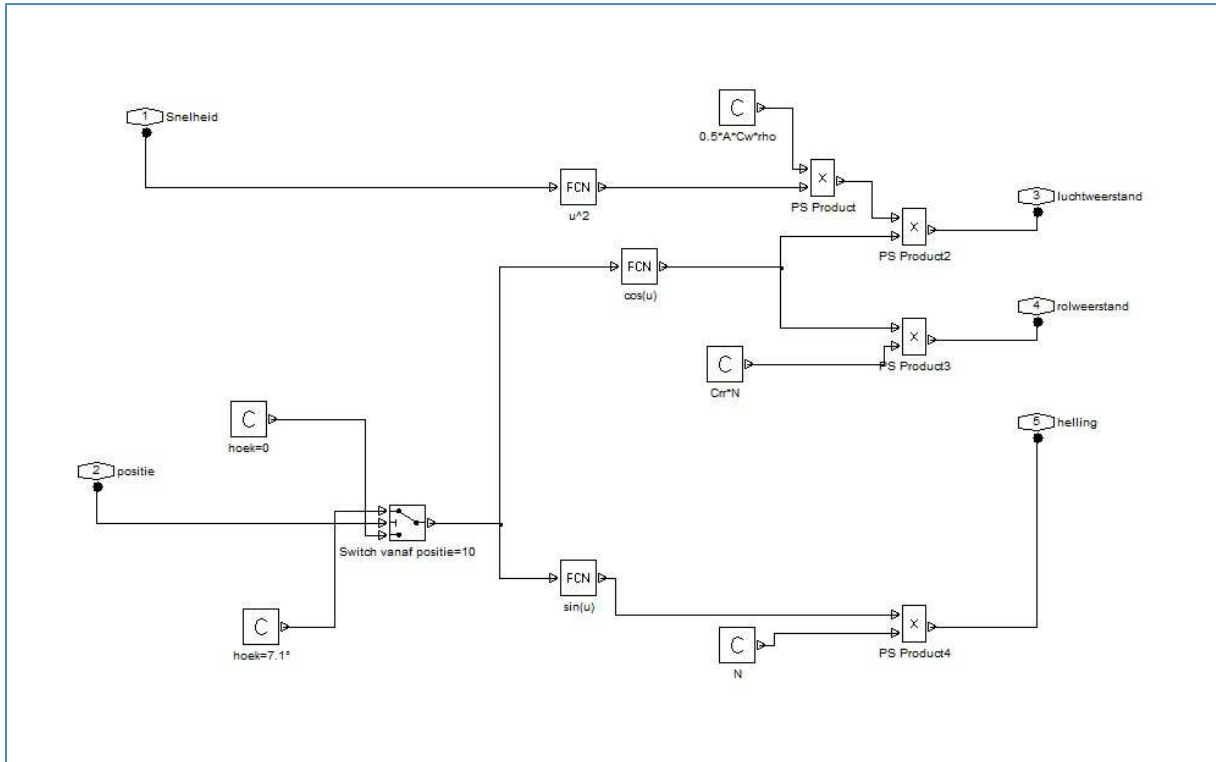 C
1 Snelheid
0.5*A*Cw*rho
X
FCN
PS Product
3 luchtweerstand
u^2
X
PS Product2
FCN
cos(u)
4 rolweerstand
X
C
PS Product3
Crr*N
C
5 helling
hoek=0
2 positie
Switch vanaf positie=10
FCN
sin(u)
C
X
hoek=7.1°
C
PS Product4
N